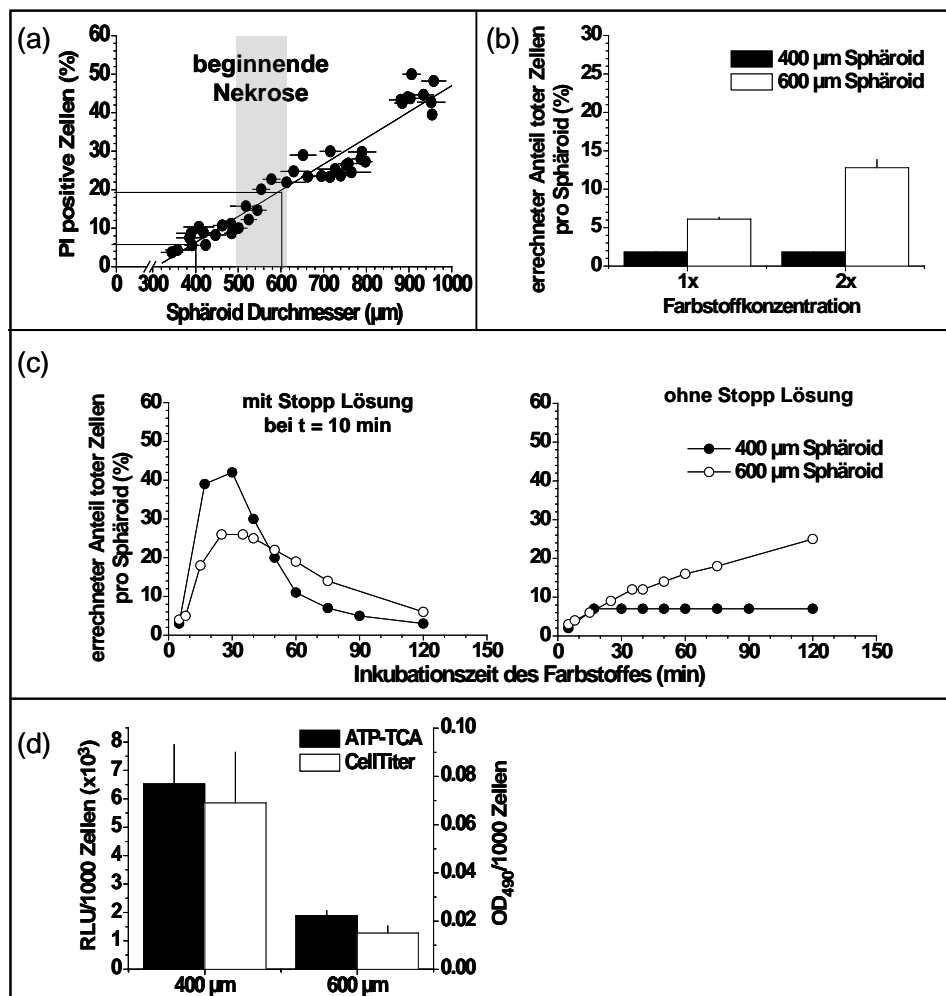 (a)
60
50
40
30
20
10
0
PI positive Zellen (%)
beginnende
Nekrose
0 300 400 500 600 700 800 900 1000
Sphäroid Durchmesser (µm)
(b)
30
25
20
15
10
5
0
errechneter Anteil toter Zellen
pro Sphäroid (%)
400 µm Sphäroid
600 µm Sphäroid
1x 2x
Farbstoffkonzentration
(c)
60
40
20
0
errechneter Anteil toter Zellen
pro Sphäroid (%)
mit Stopp Lösung
bei t = 10 min
0 30 60 90 120 150
60
40
20
0
ohne Stopp Lösung
400 µm Sphäroid
600 µm Sphäroid
0 30 60 90 120 150
Inkubationszeit des Farbstoffes (min)
(d)
8
7
6
5
4
3
2
1
0
RLU/1000 Zellen (x10³)
ATP-TCA
CellTiter
0.10
0.08
0.06
0.04
0.02
0.00
OD₄₉₀/1000 Zellen
400 µm 600 µm